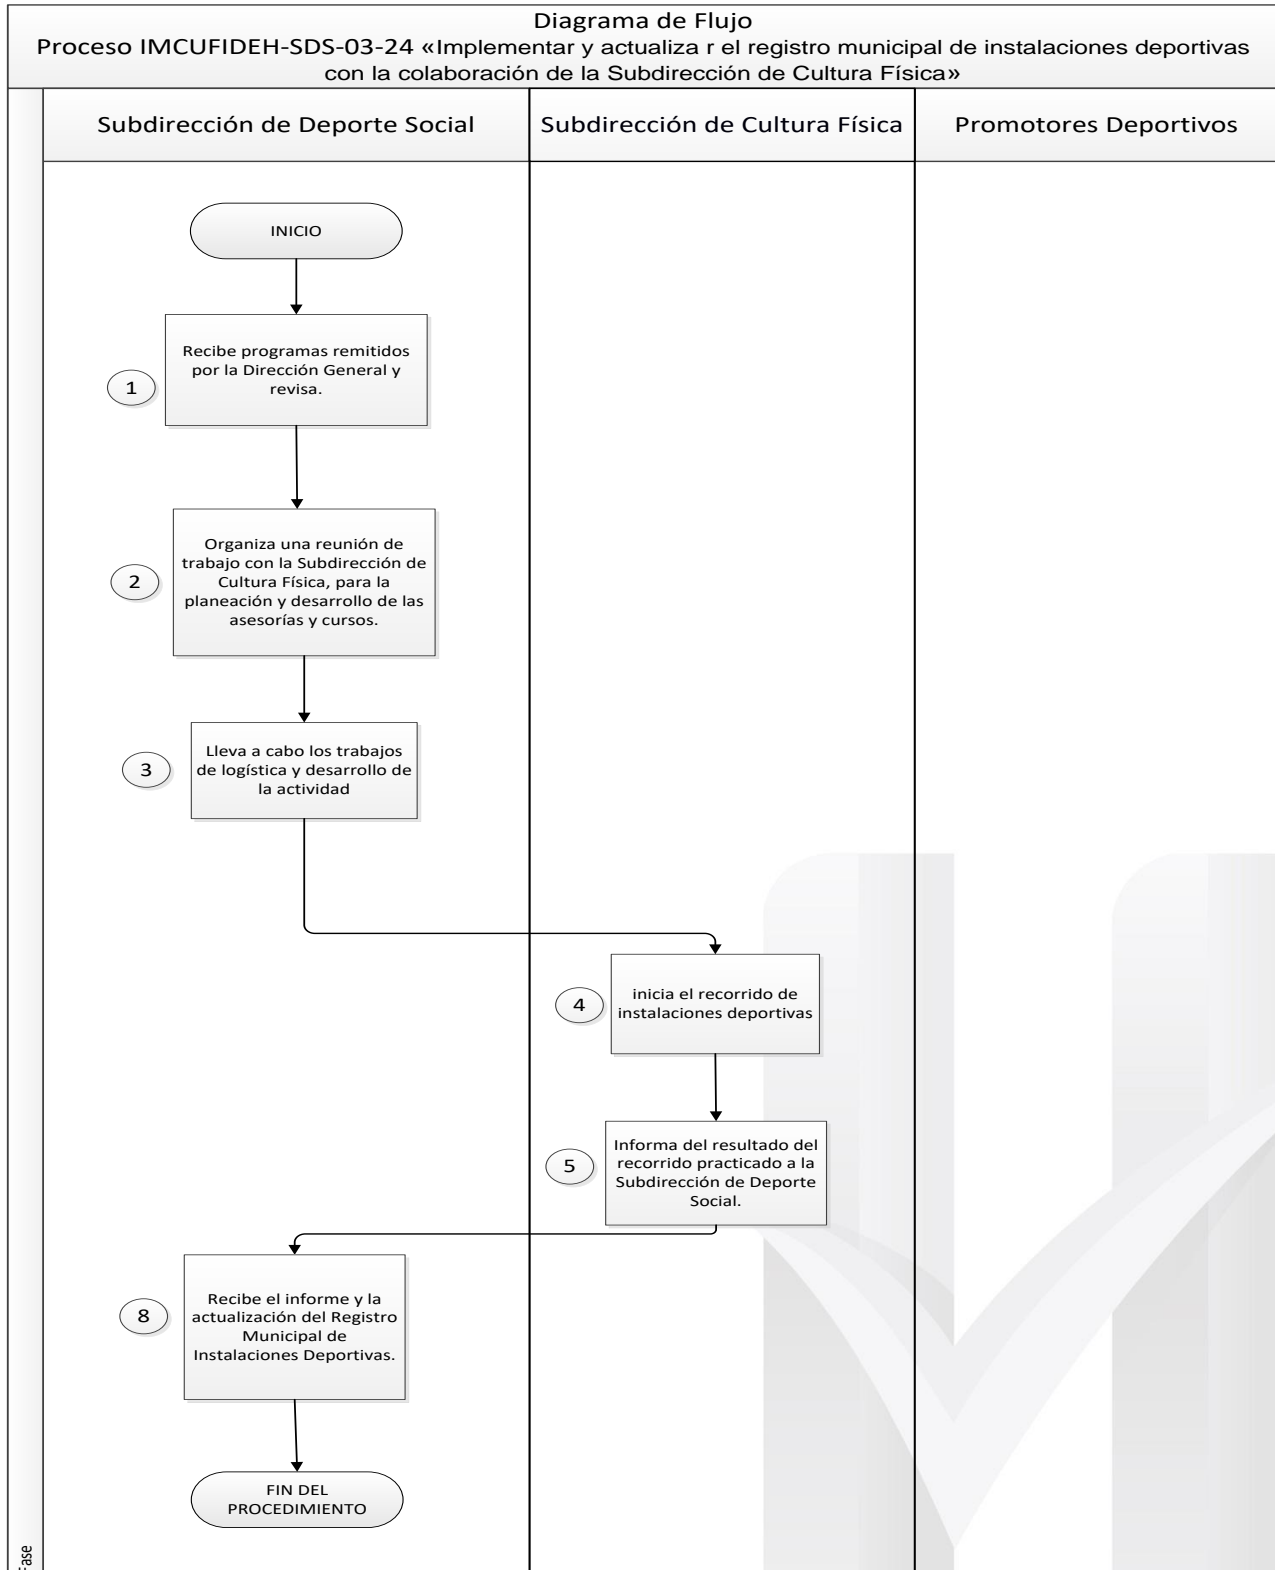 Diagrama de Flujo
Proceso IMCUFIDEH-SDS-03-24 «Implementar y actualiza r el registro municipal de instalaciones deportivas
con la colaboración de la Subdirección de Cultura Física»
Subdirección de Deporte Social
Subdirección de Cultura Física
Promotores Deportivos
INICIO
1
Recibe programas remitidos
por la Dirección General y
revisa.
2
Organiza una reunión de
trabajo con la Subdirección de
Cultura Física, para la
planeación y desarrollo de las
asesorías y cursos.
3
Lleva a cabo los trabajos
de logística y desarrollo de
la actividad
4
inicia el recorrido de
instalaciones deportivas
5
Informa del resultado del
recorrido practicado a la
Subdirección de Deporte
Social.
8
Recibe el informe y la
actualización del Registro
Municipal de
Instalaciones Deportivas.
FIN DEL
PROCEDIMIENTO
Fase